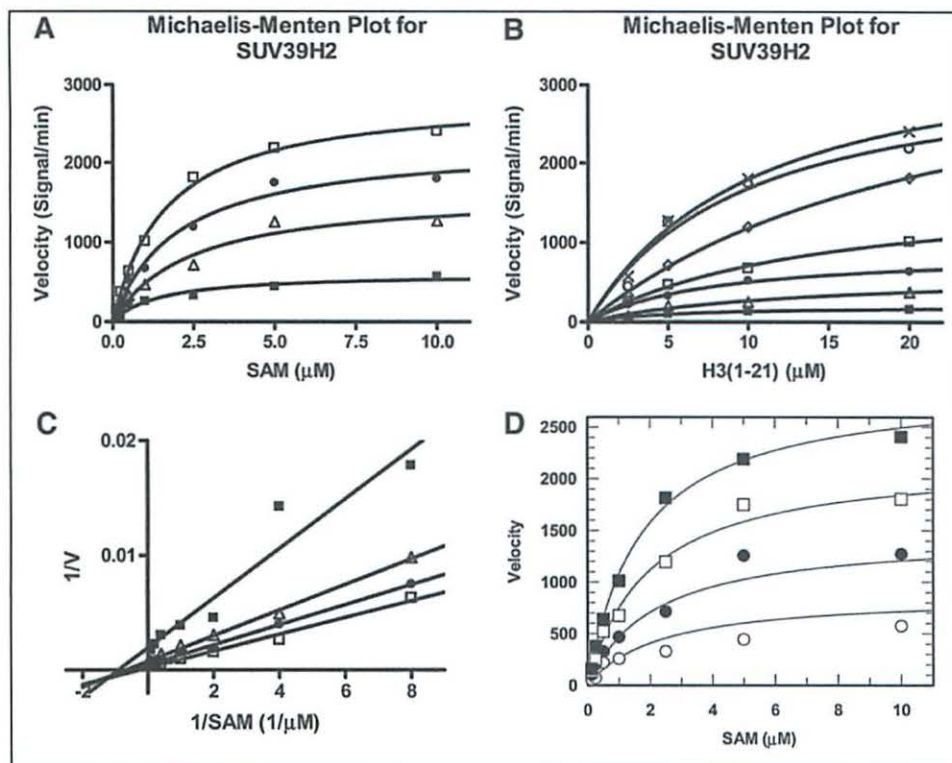 A
Michaelis-Menten Plot for
SUV39H2
3000
2000
1000
0
Velocity (Signal/min)
0.0
2.5
5.0
7.5
10.0
SAM (μM)
B
Michaelis-Menten Plot for
SUV39H2
3000
2000
1000
0
Velocity (Signal/min)
0
5
10
15
20
H3(1-21) (μM)
C
0.02
0.01
1/V
-2
2
4
6
8
1/SAM (1/μM)
D
2500
2000
1500
1000
500
0
Velocity
0
2
4
6
8
10
SAM (μM)